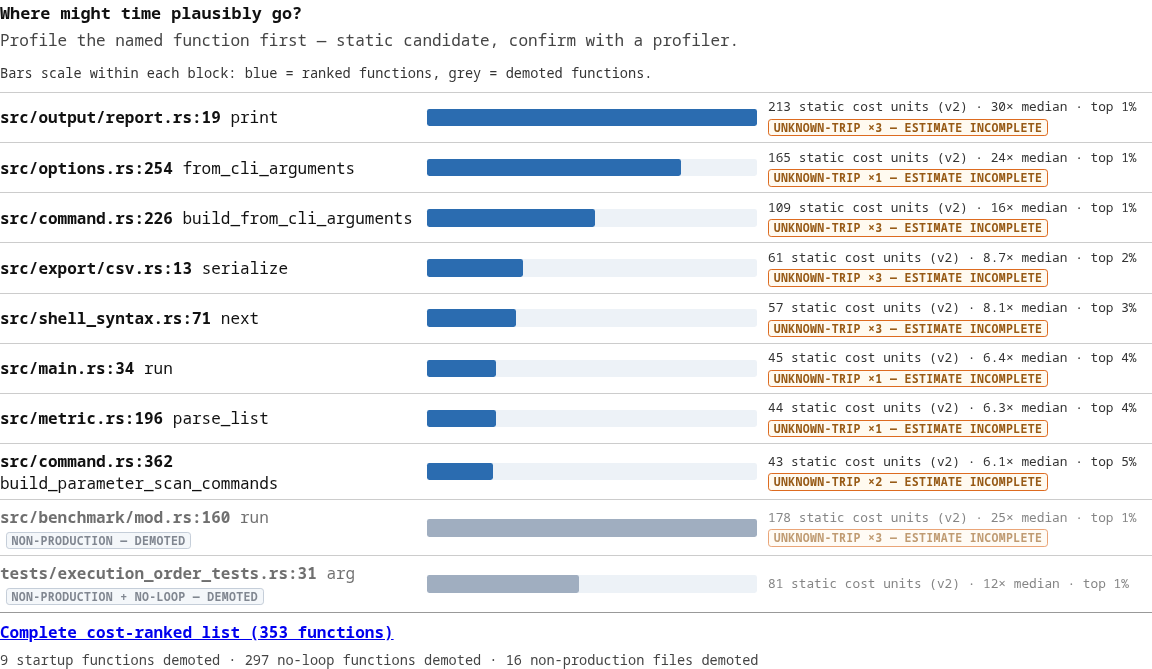 Where might time plausibly go?
Profile the named function first — static candidate, confirm with a profiler.
Bars scale within each block: blue = ranked functions, grey = demoted functions.
src/output/report.rs:19 print
213 static cost units (v2) · 30× median · top 1%
UNKNOWN-TRIP ×3 — ESTIMATE INCOMPLETE
src/options.rs:254 from_cli_arguments
165 static cost units (v2) · 24× median · top 1%
UNKNOWN-TRIP ×1 — ESTIMATE INCOMPLETE
src/command.rs:226 build_from_cli_arguments
109 static cost units (v2) · 16× median · top 1%
UNKNOWN-TRIP ×3 — ESTIMATE INCOMPLETE
src/export/csv.rs:13 serialize
61 static cost units (v2) · 8.7× median · top 2%
UNKNOWN-TRIP ×3 — ESTIMATE INCOMPLETE
src/shell_syntax.rs:71 next
57 static cost units (v2) · 8.1× median · top 3%
UNKNOWN-TRIP ×3 — ESTIMATE INCOMPLETE
src/main.rs:34 run
45 static cost units (v2) · 6.4× median · top 4%
UNKNOWN-TRIP ×1 — ESTIMATE INCOMPLETE
src/metric.rs:196 parse_list
44 static cost units (v2) · 6.3× median · top 4%
UNKNOWN-TRIP ×1 — ESTIMATE INCOMPLETE
src/command.rs:362
build_parameter_scan_commands
43 static cost units (v2) · 6.1× median · top 5%
UNKNOWN-TRIP ×2 — ESTIMATE INCOMPLETE
src/benchmark/mod.rs:160 run
NON-PRODUCTION — DEMOTED
178 static cost units (v2) · 25× median · top 1%
UNKNOWN-TRIP ×3 — ESTIMATE INCOMPLETE
tests/execution_order_tests.rs:31 arg
NON-PRODUCTION + NO-LOOP — DEMOTED
81 static cost units (v2) · 12× median · top 1%
Complete cost-ranked list (353 functions)
9 startup functions demoted · 297 no-loop functions demoted · 16 non-production files demoted